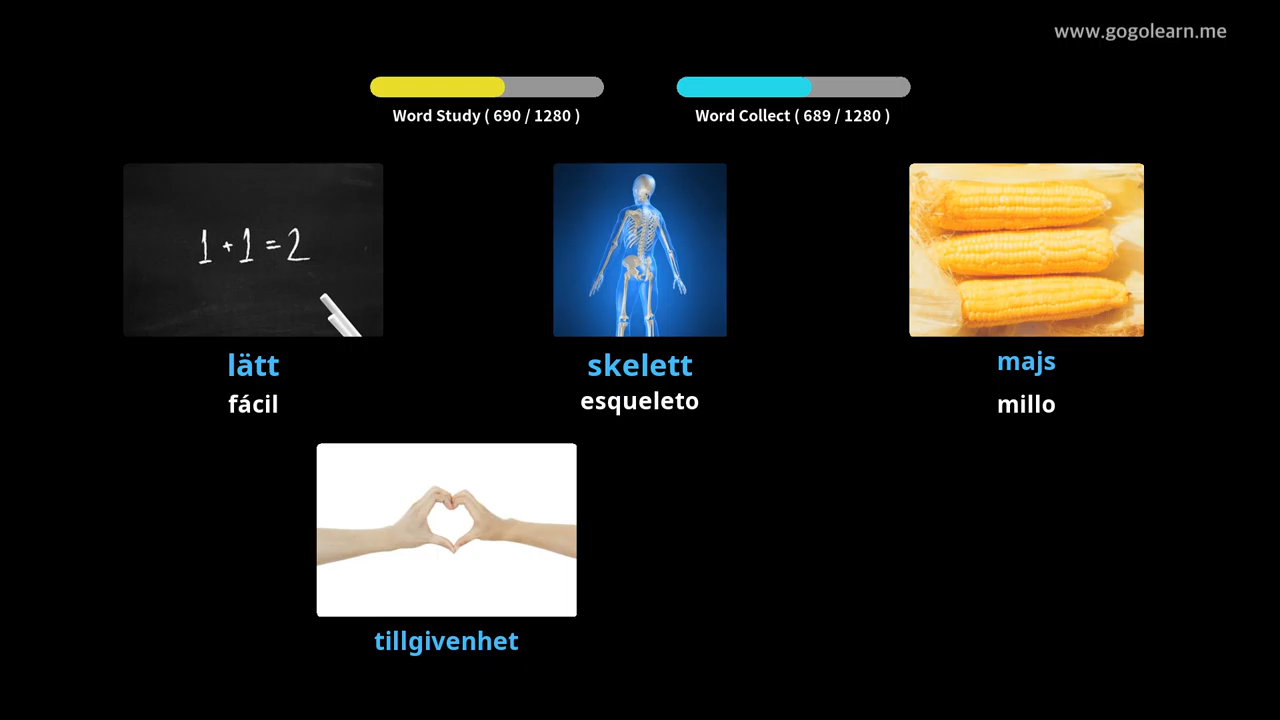 www.gogolearn.me
Word Study ( 690 / 1280 )
Word Collect ( 689 / 1280 )
1 + 1 = 2
lätt
fácil
skelett
esqueleto
majs
millo
tillgivenhet